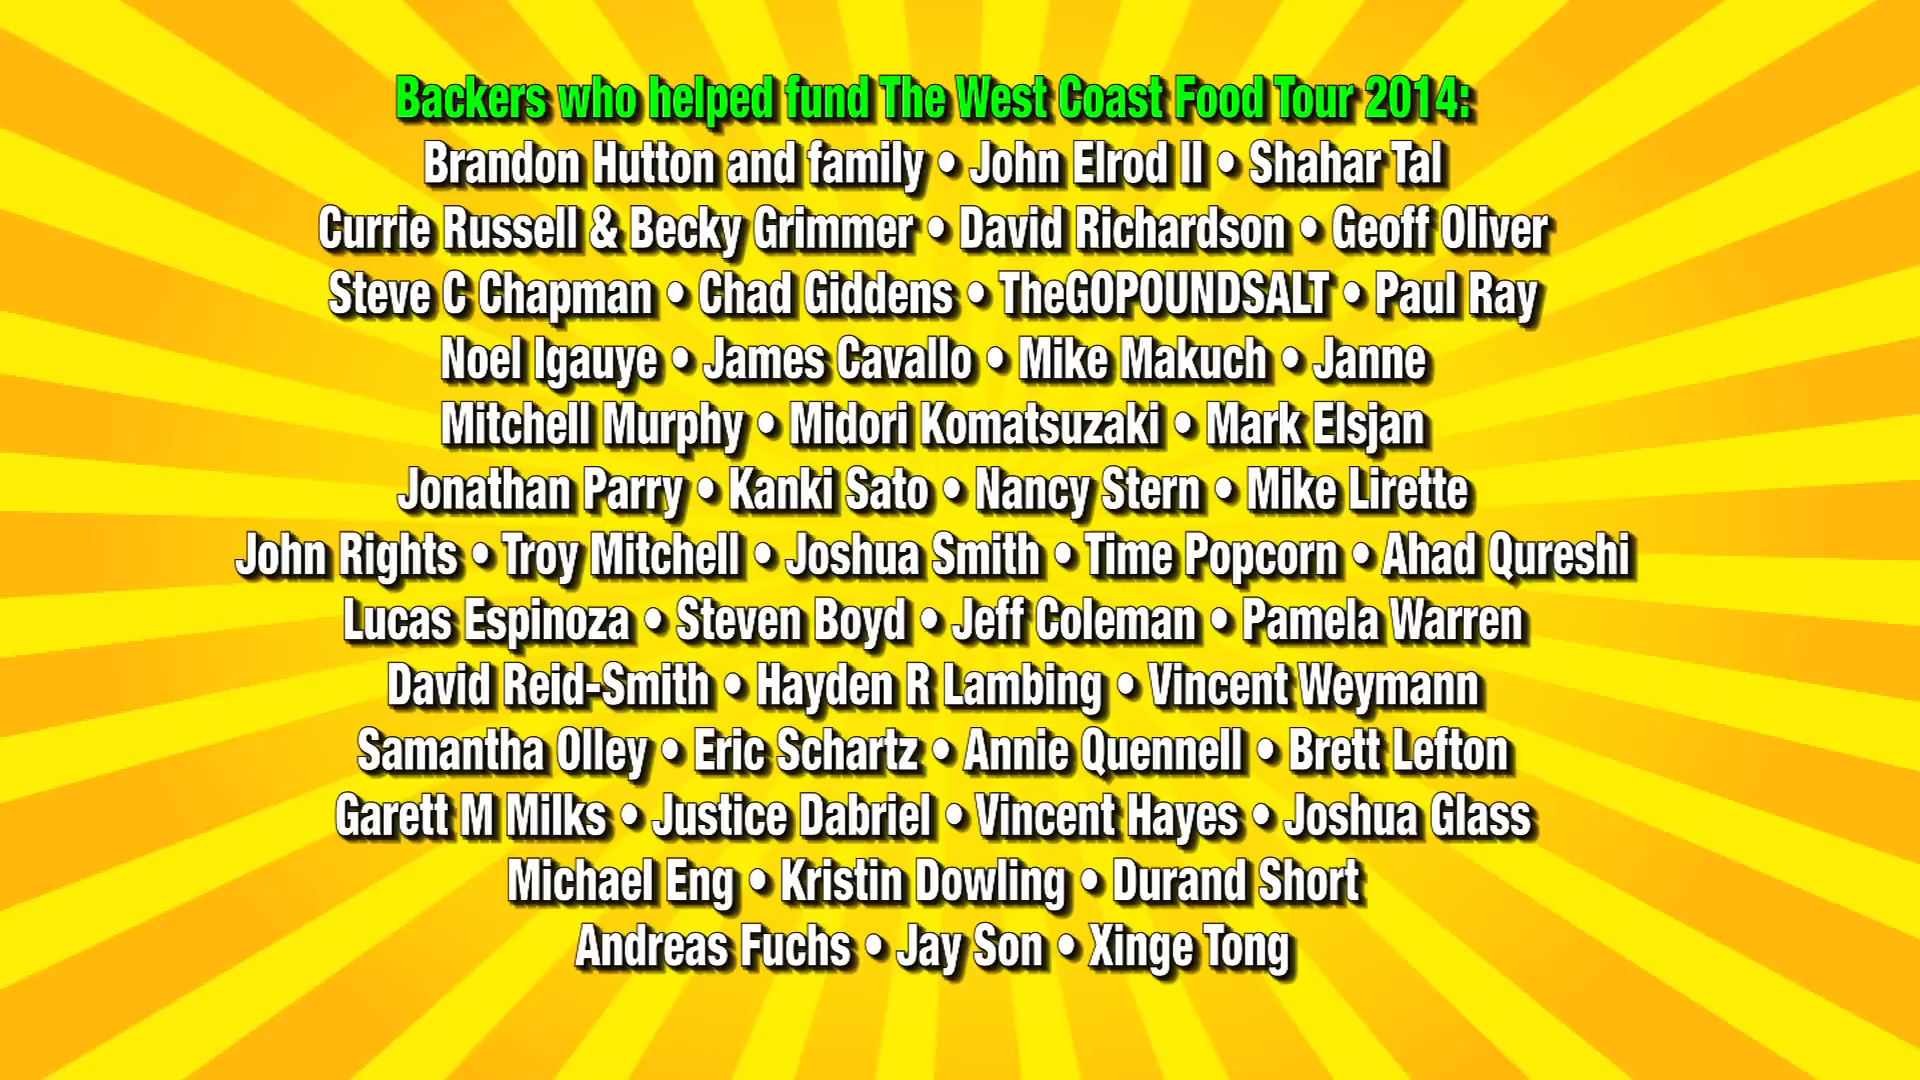 Backers who helped fund The West Coast Food Tour 2014:
Brandon Hutton and family • John Elrod II • Shahar Tal
Currie Russell & Becky Grimmer • David Richardson • Geoff Oliver
Steve C Chapman • Chad Giddens • TheGOPOUNDSALT • Paul Ray
Noel Igauye • James Cavallo • Mike Makuch • Janne
Mitchell Murphy • Midori Komatsuzaki • Mark Elsjan
Jonathan Parry • Kanki Sato • Nancy Stern • Mike Lirette
John Rights • Troy Mitchell • Joshua Smith • Time Popcorn • Ahad Qureshi
Lucas Espinoza • Steven Boyd • Jeff Coleman • Pamela Warren
David Reid-Smith • Hayden R Lambing • Vincent Weymann
Samantha Olley • Eric Schartz • Annie Quennell • Brett Lefton
Garett M Milks • Justice Dabriel • Vincent Hayes • Joshua Glass
Michael Eng • Kristin Dowling • Durand Short
Andreas Fuchs • Jay Son • Xinge Tong